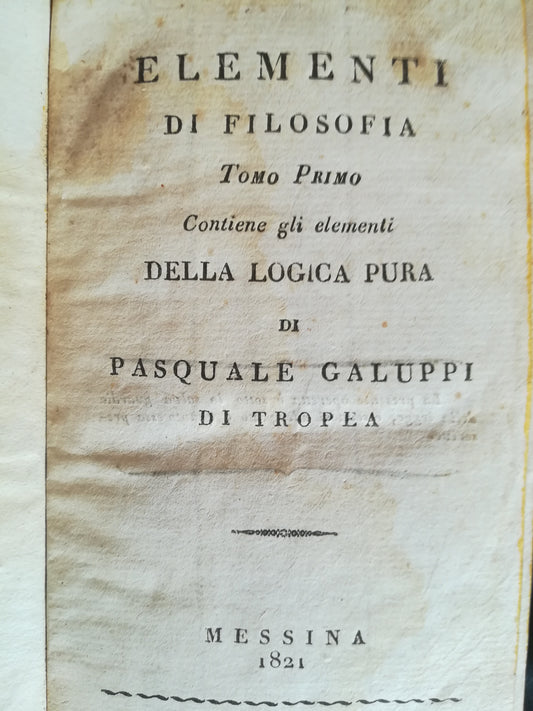 ELEMENTI
DI FILOSOFIA
TOMO PRIMO
Contiene gli elementi
DELLA LOGICA PURA
DI
PASQUALE GALUPPI
DI TROPEA
MESSINA
1821